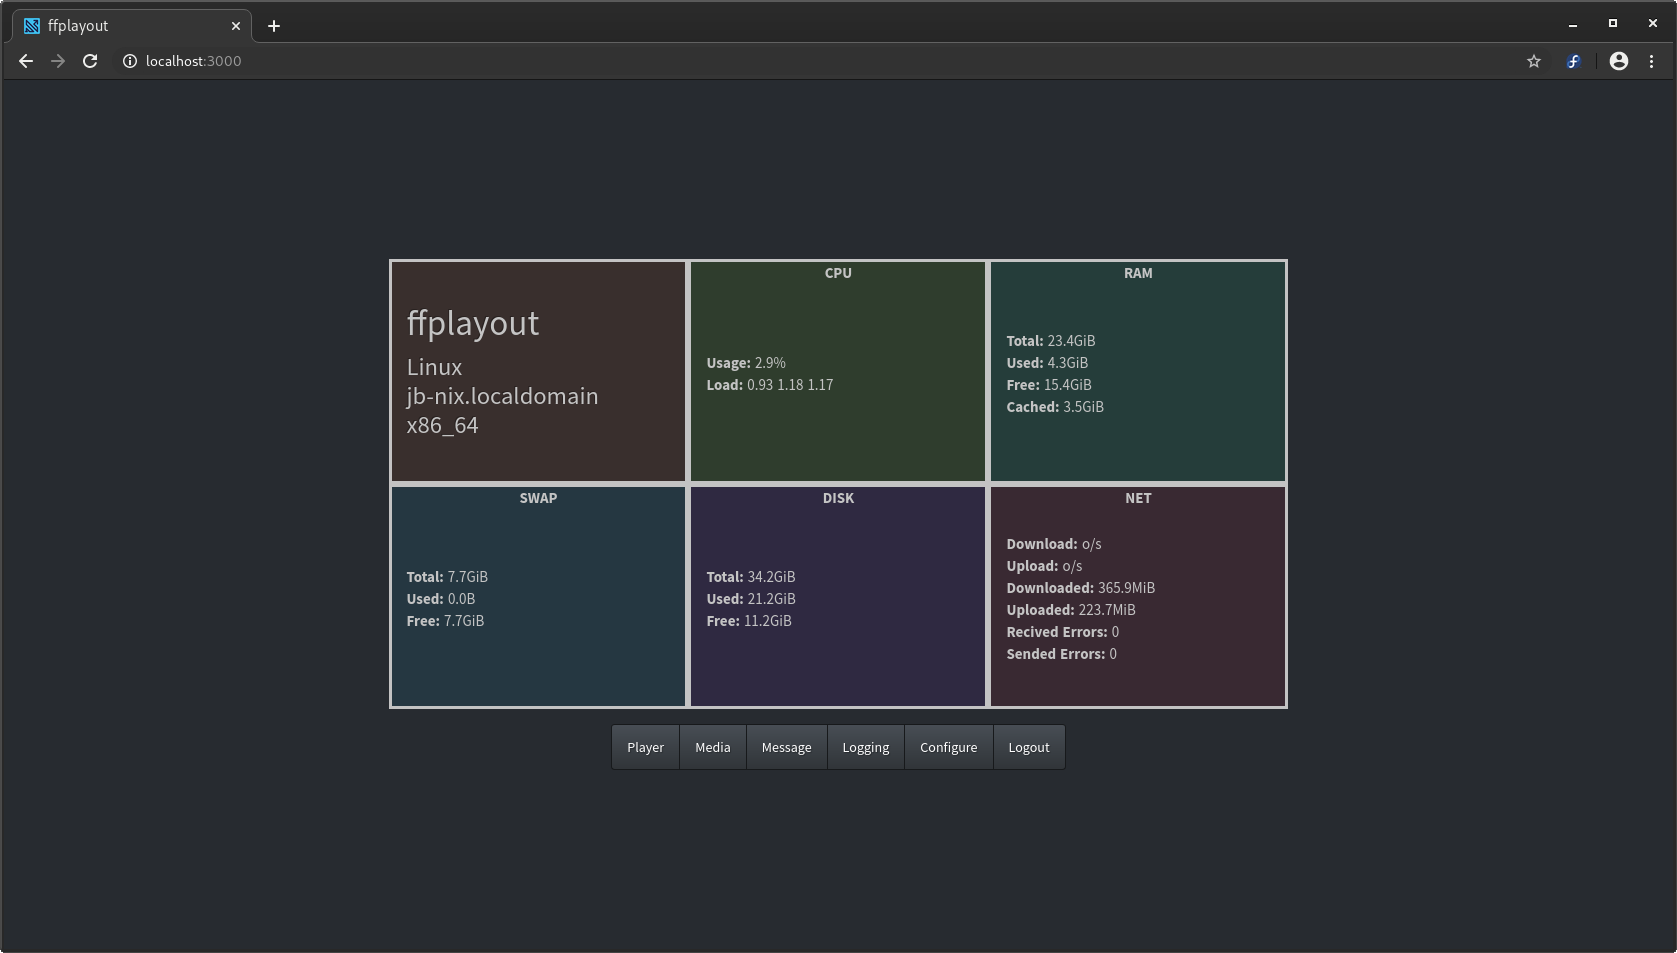 ffplayout
localhost:3000
ffplayout
Linux
jb-nix.localdomain
x86_64
CPU
Usage: 2.9%
Load: 0.93 1.18 1.17
RAM
Total: 23.4GiB
Used: 4.3GiB
Free: 15.4GiB
Cached: 3.5GiB
SWAP
Total: 7.7GiB
Used: 0.0B
Free: 7.7GiB
DISK
Total: 34.2GiB
Used: 21.2GiB
Free: 11.2GiB
NET
Download: o/s
Upload: o/s
Downloaded: 365.9MiB
Uploaded: 223.7MiB
Recived Errors: 0
Sended Errors: 0
Player Media Message Logging Configure Logout